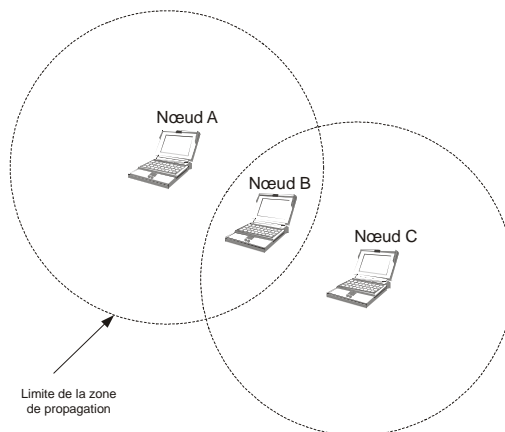 Nœud A
Nœud B
Nœud C
Limite de la zone
de propagation